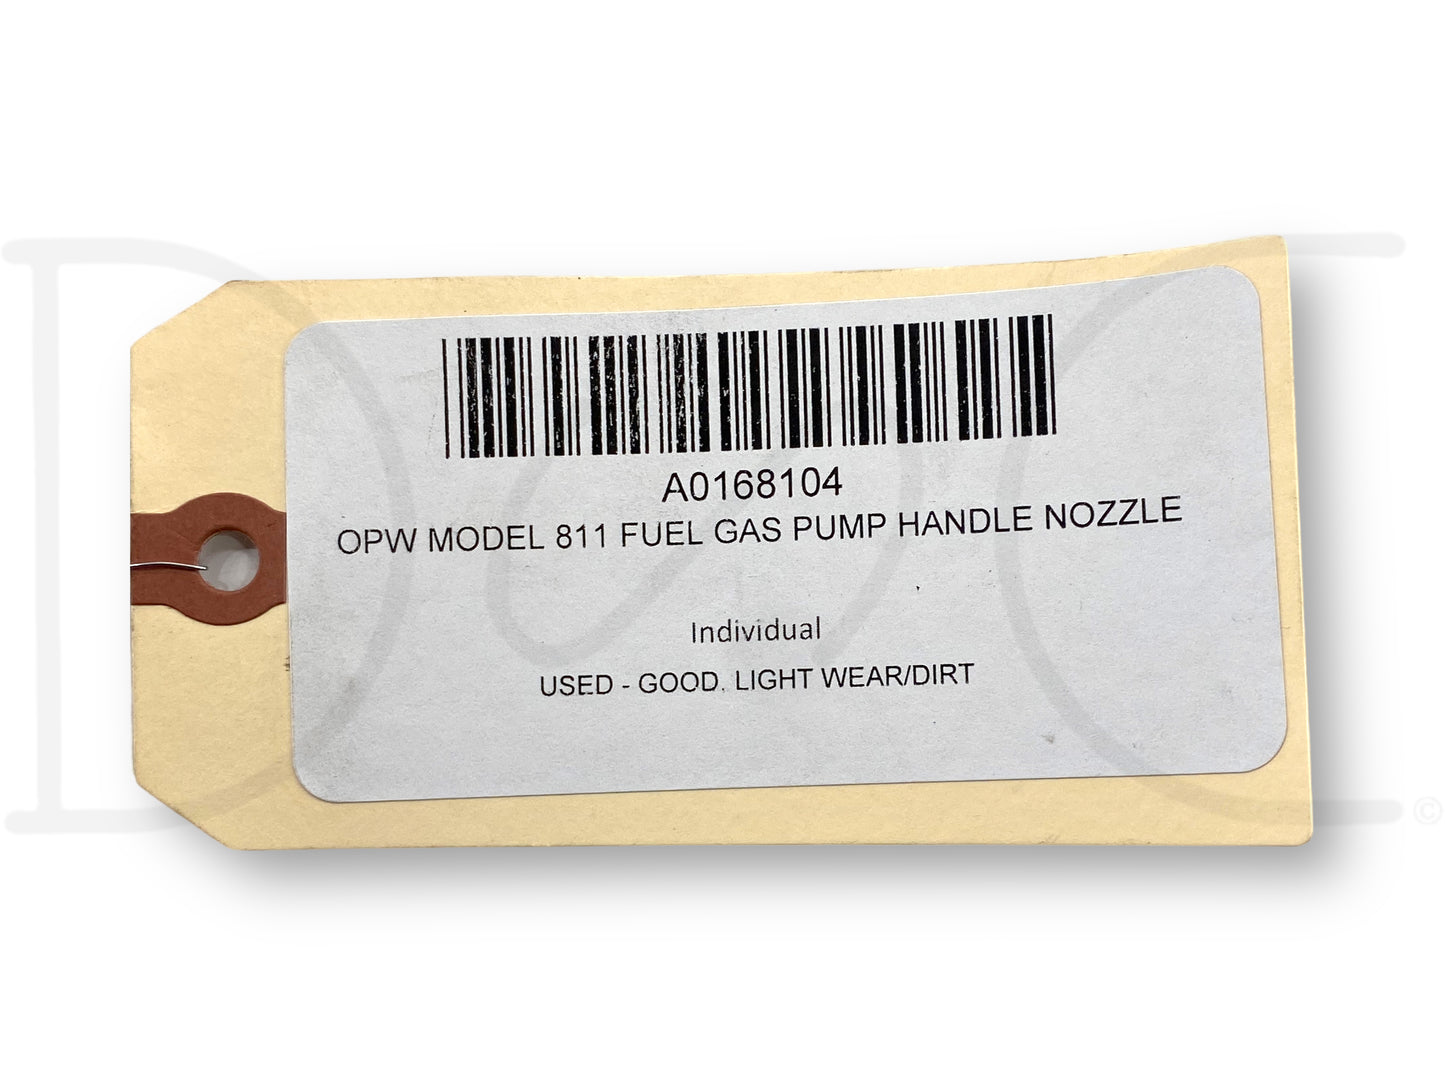 A0168104
OPW MODEL 811 FUEL GAS PUMP HANDLE NOZZLE
Individual
USED - GOOD. LIGHT WEAR/DIRT
©